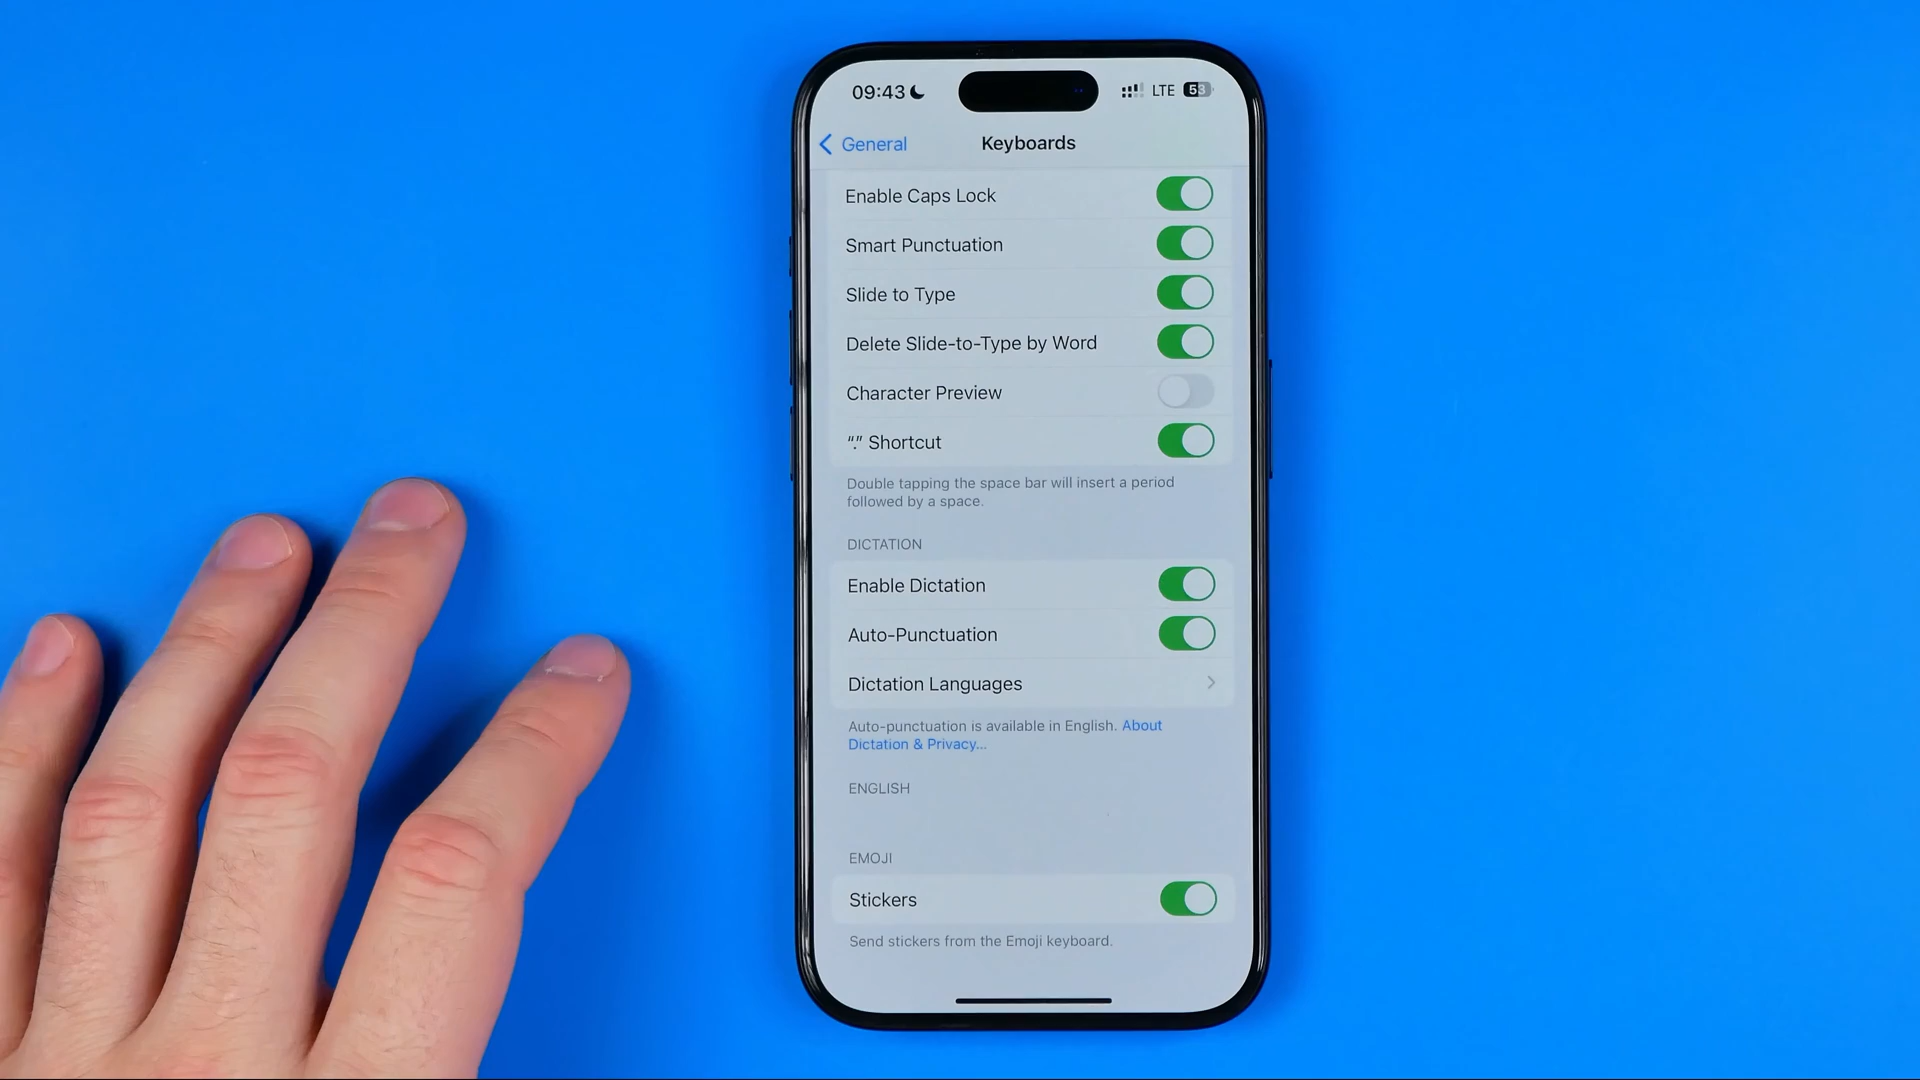 09:43 LTE 53
General Keyboards
Enable Caps Lock
Smart Punctuation
Slide to Type
Delete Slide-to-Type by Word
Character Preview
“.” Shortcut
Double tapping the space bar will insert a period
followed by a space.
DICTATION
Enable Dictation
Auto-Punctuation
Dictation Languages
Auto-punctuation is available in English. About
Dictation & Privacy...
ENGLISH
EMOJI
Stickers
Send stickers from the Emoji keyboard.